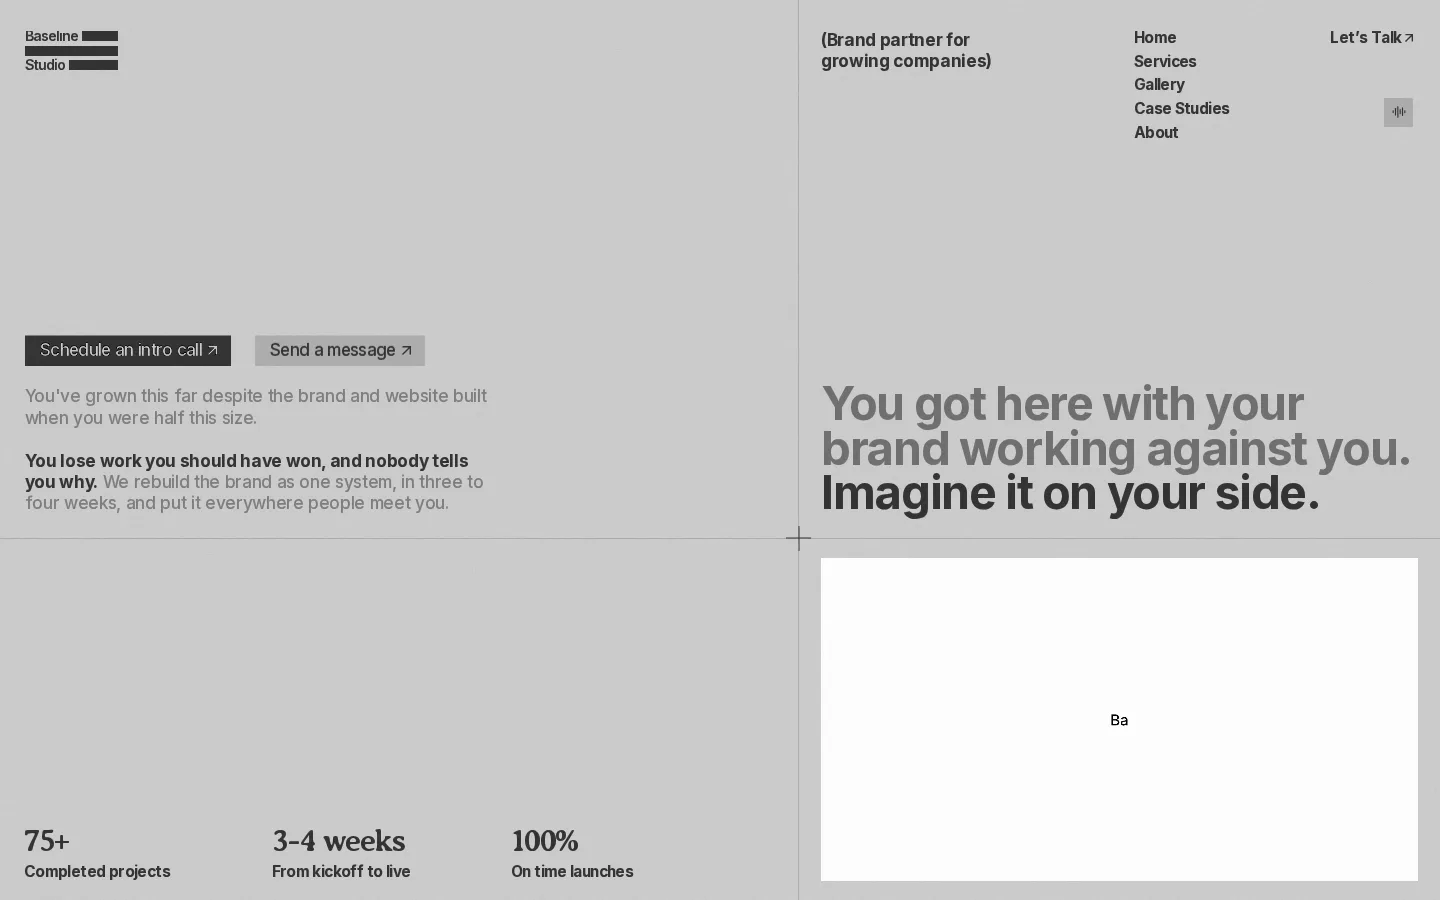 Baseline
Studio
(Brand partner for
growing companies)
Home
Services
Gallery
Case Studies
About
Let’s Talk
Schedule an intro call
Send a message
You've grown this far despite the brand and website built
when you were half this size.
You lose work you should have won, and nobody tells
you why. We rebuild the brand as one system, in three to
four weeks, and put it everywhere people meet you.
You got here with your
brand working against you.
Imagine it on your side.
Ba
75+
Completed projects
3-4 weeks
From kickoff to live
100%
On time launches